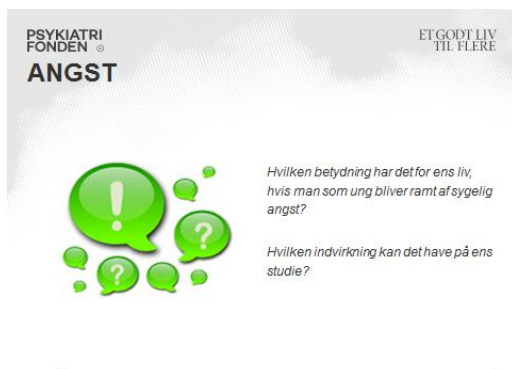 PSYKIATRI
FONDEN
ET GODT LIV
TIL FLERE
ANGST
!
?
?
?
Hvilken betydning har det for ens liv,
hvis man som ung bliver ramt af sygelig
angst?
Hvilken indvirkning kan det have på ens
studie?